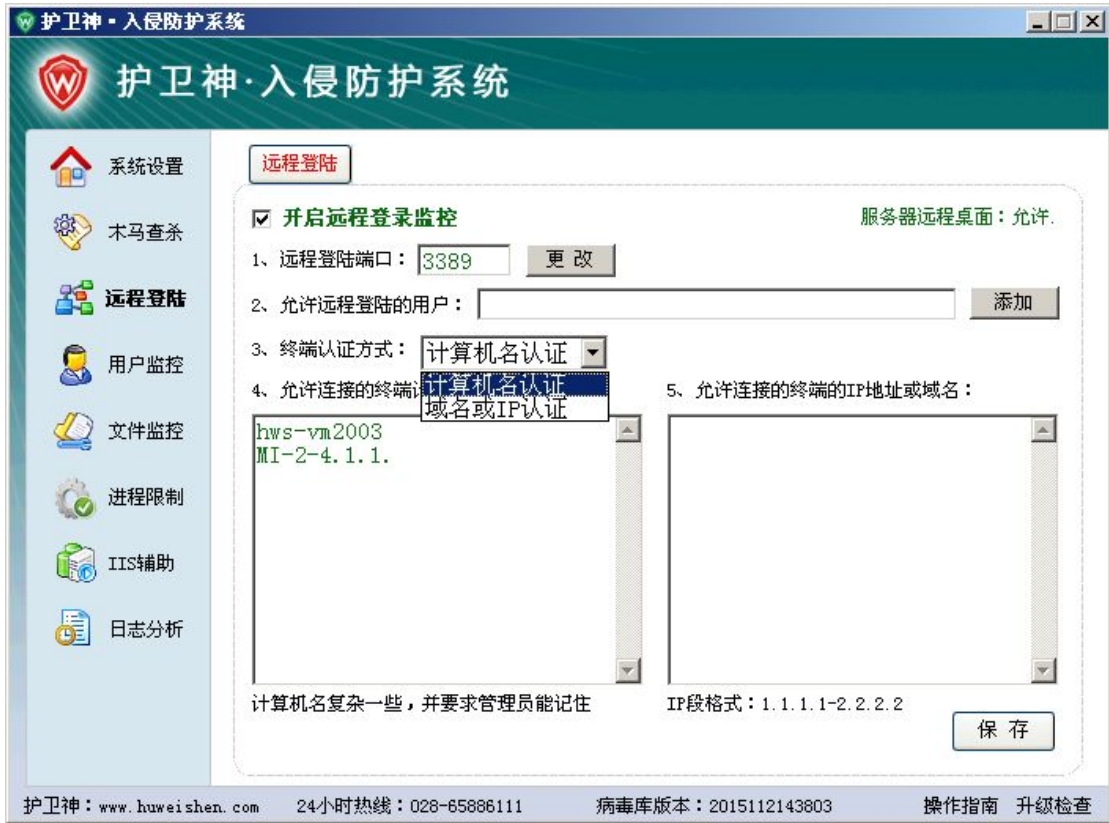 护卫神·入侵防护系统
护卫神·入侵防护系统
系统设置
木马查杀
远程登陆
用户监控
文件监控
进程限制
IIS辅助
日志分析
远程登陆
开启远程登录监控 服务器远程桌面：允许.
1、远程登陆端口： 3389 更 改
2、允许远程登陆的用户： 添加
3、终端认证方式： 计算机名认证
计算机名认证
域名或IP认证
4、允许连接的终端 5、允许连接的终端的IP地址或域名：
hws-vm2003
MI-2-4.1.1.
计算机名复杂一些，并要求管理员能记住 IP段格式：1.1.1.1-2.2.2.2
保 存
护卫神：www.huweishen.com 24小时热线：028-65886111 病毒库版本：2015112143803 操作指南 升级检查